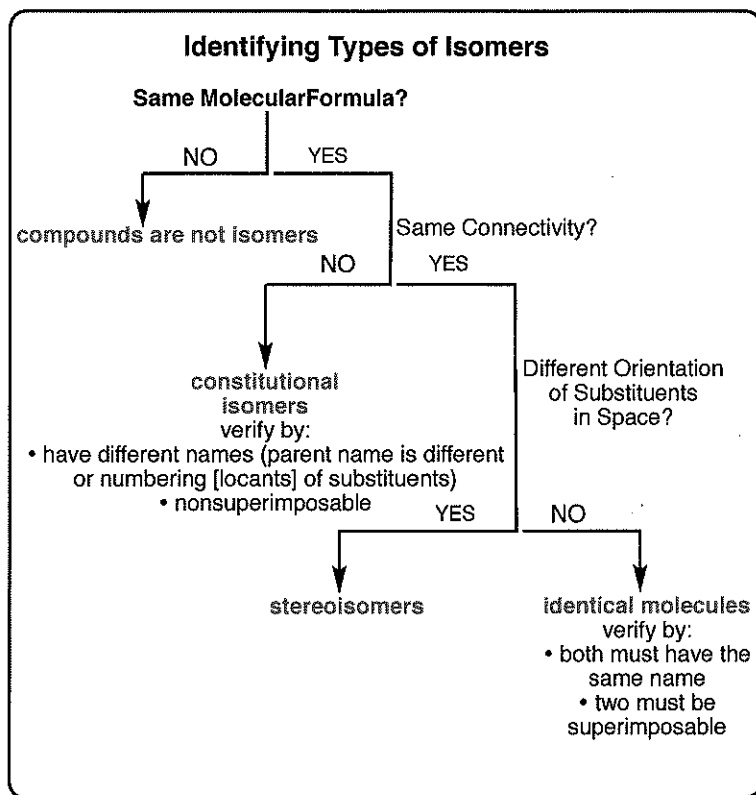 Identifying Types of Isomers
Same MolecularFormula?
NO
YES
compounds are not isomers
Same Connectivity?
NO
YES
constitutional
isomers
verify by:
• have different names (parent name is different
or numbering [locants] of substituents)
• nonsuperimposable
Different Orientation
of Substituents
in Space?
YES
NO
stereoisomers
identical molecules
verify by:
• both must have the
same name
• two must be
superimposable